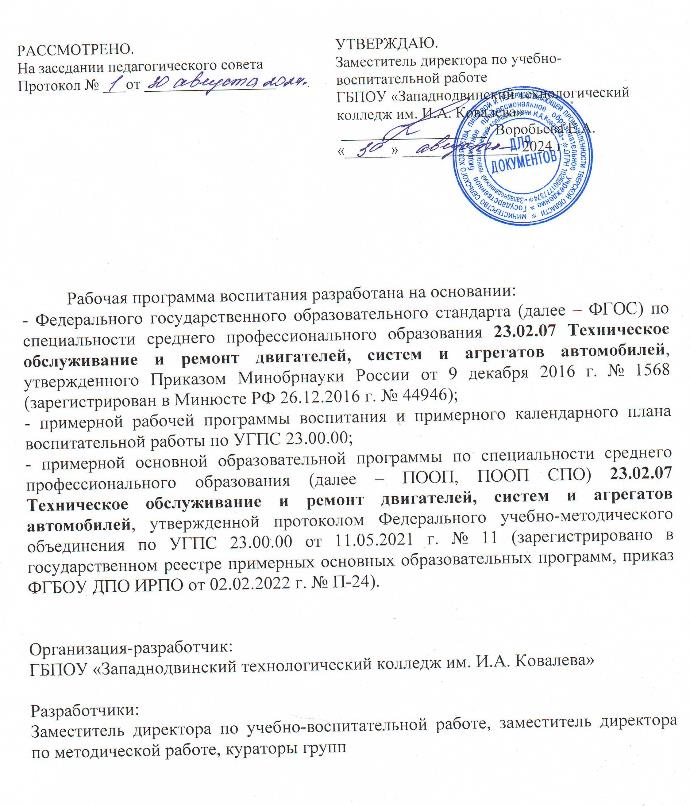 РАССМОТРЕНО.
На заседании педагогического совета
Протокол № 1 от 30 августа 2024г.
УТВЕРЖДАЮ.
Заместитель директора по учебно-
воспитательной работе
ГБПОУ «Западнодвинский технологический
колледж им. И.А. Ковалева»
Воробьева Е.А.
« 30 » августа 2024 г.
ДЛЯ
ДОКУМЕНТОВ
Рабочая программа воспитания разработана на основании:
- Федерального государственного образовательного стандарта (далее – ФГОС) по
специальности среднего профессионального образования 23.02.07 Техническое
обслуживание и ремонт двигателей, систем и агрегатов автомобилей,
утвержденного Приказом Минобрнауки России от 9 декабря 2016 г. № 1568
(зарегистрирован в Минюсте РФ 26.12.2016 г. № 44946);
- примерной рабочей программы воспитания и примерного календарного плана
воспитательной работы по УГПС 23.00.00;
- примерной основной образовательной программы по специальности среднего
профессионального образования (далее – ПООП, ПООП СПО) 23.02.07
Техническое обслуживание и ремонт двигателей, систем и агрегатов
автомобилей, утвержденной протоколом Федерального учебно-методического
объединения по УГПС 23.00.00 от 11.05.2021 г. № 11 (зарегистрировано в
государственном реестре примерных основных образовательных программ, приказ
ФГБОУ ДПО ИРПО от 02.02.2022 г. № П-24).
Организация-разработчик:
ГБПОУ «Западнодвинский технологический колледж им. И.А. Ковалева»
Разработчики:
Заместитель директора по учебно-воспитательной работе, заместитель директора
по методической работе, кураторы групп